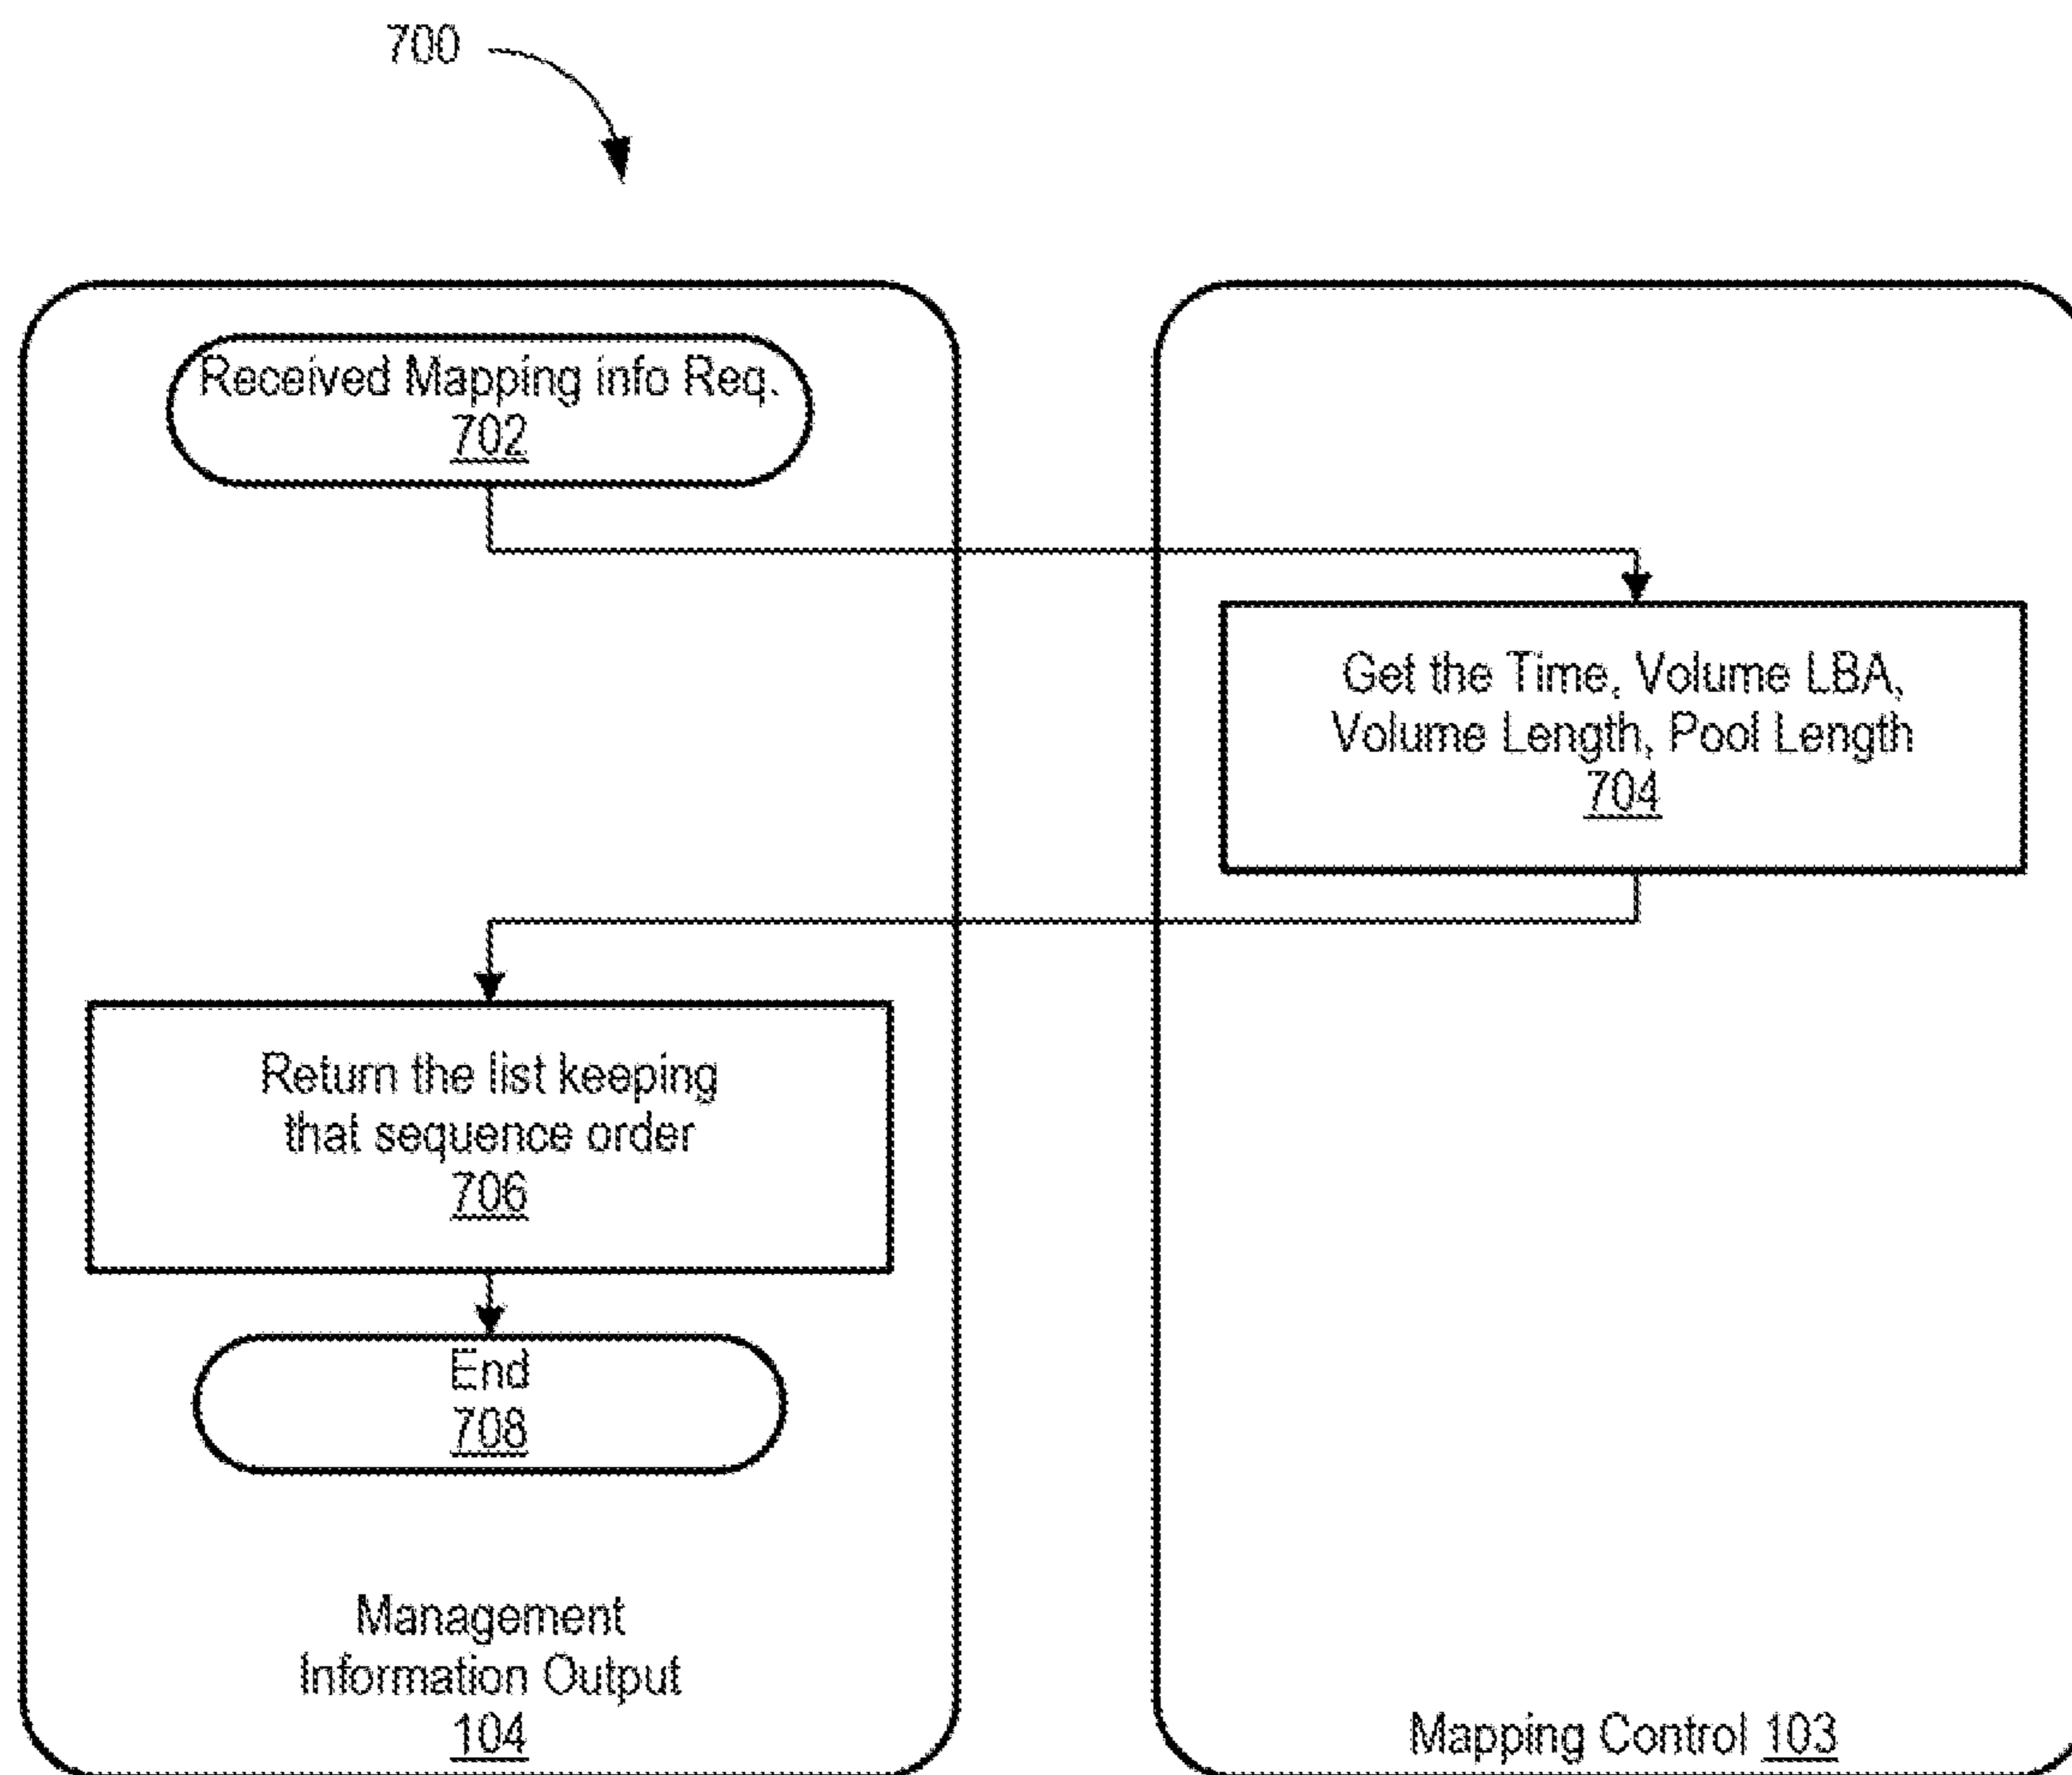 700
Received Mapping info Req.
702
Get the Time, Volume LBA,
Volume Length, Pool Length
704
Return the list keeping
that sequence order
706
End
708
Management
Information Output
104
Mapping Control 103